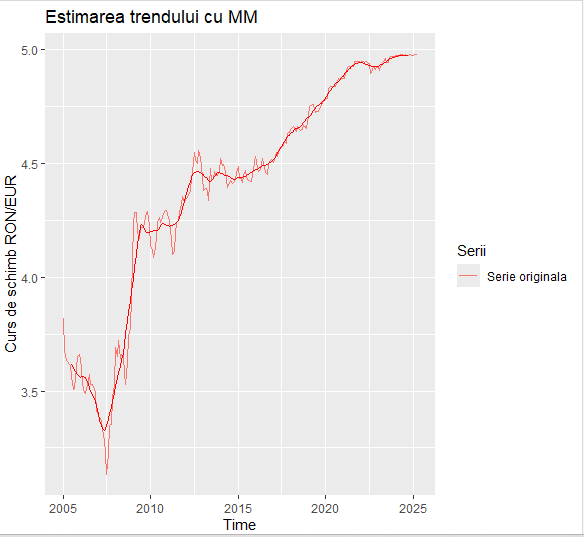 Estimarea trendului cu MM
5.0
4.5
4.0
3.5
Curs de schimb RON/EUR
2005 2010 2015 2020 2025
Time
Serii
Serie originala